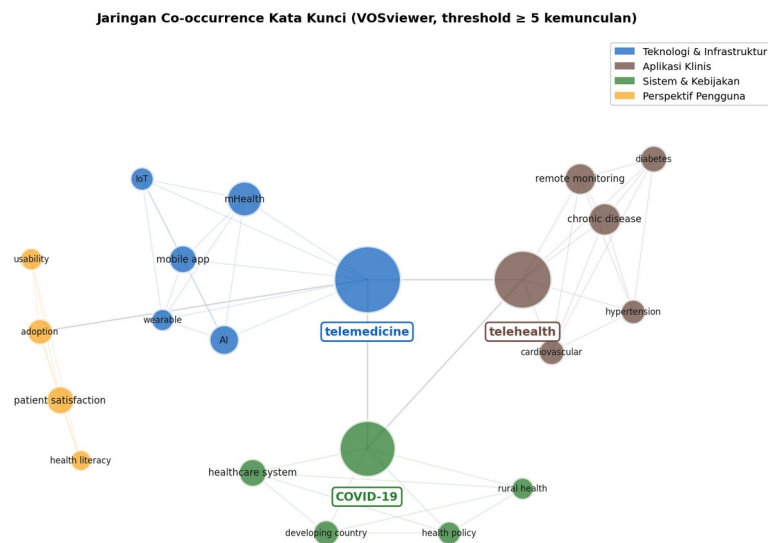 Jaringan Co-occurrence Kata Kunci (VOSviewer, threshold ≥ 5 kemunculan)
Teknologi & Infrastruktur
Aplikasi Klinis
Sistem & Kebijakan
Perspektif Pengguna
diabetes
IoT
remote monitoring
mHealth
chronic disease
usability
mobile app
hypertension
wearable
adoption
telemedicine
telehealth
AI
cardiovascular
patient satisfaction
health literacy
healthcare system
rural health
COVID-19
developing country
health policy